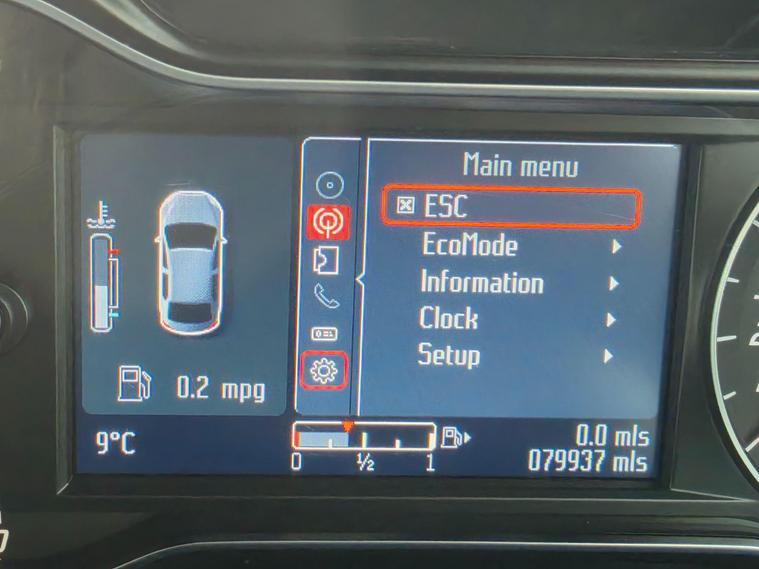 Main menu
ESC
EcoMode
Information
Clock
Setup
0.2 mpg
9°C
0 ½ 1
0.0 mls
079937 mls